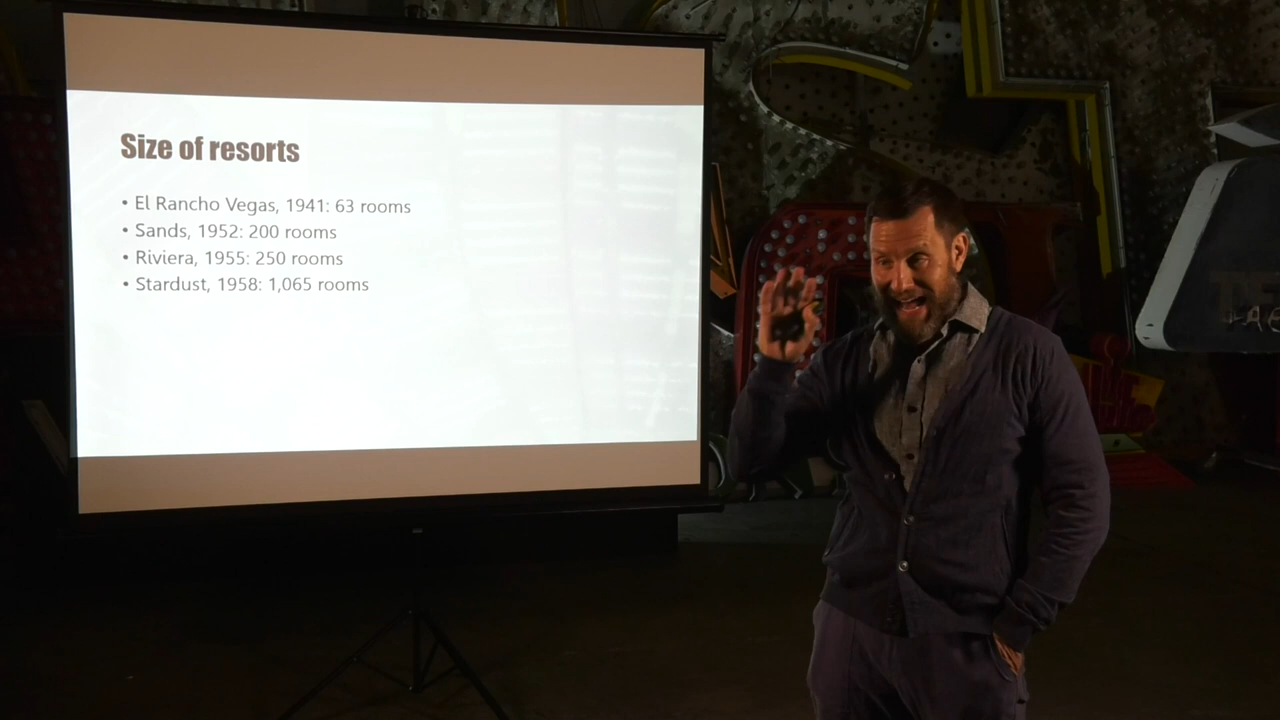 Size of resorts
• El Rancho Vegas, 1941: 63 rooms
• Sands, 1952: 200 rooms
• Riviera, 1955: 250 rooms
• Stardust, 1958: 1,065 rooms